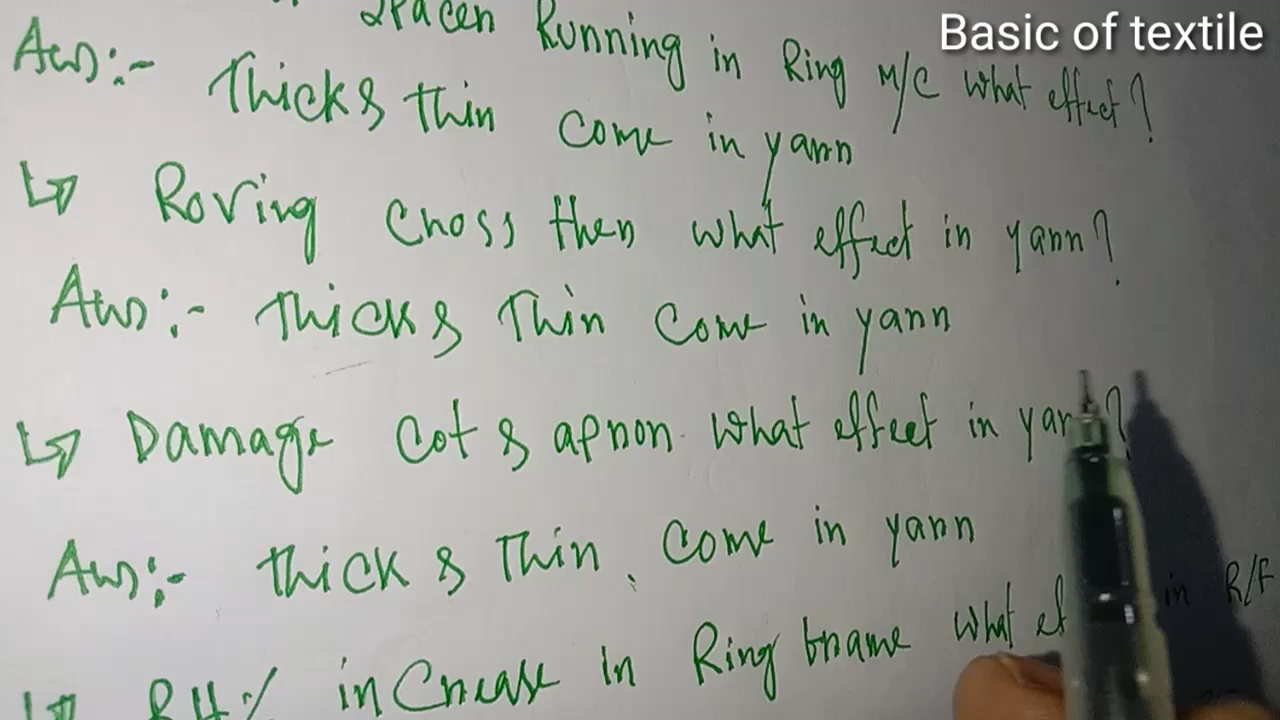 Basic of textile
Spacer Running in Ring M/C What effect?
Ans:- Thick & thin come in yarn
↳ Roving Cross then what effect in yarn?
Ans:- Thick & Thin come in yarn
↳ Damage Cot & apron what effect in yarn?
Ans:- Thick & Thin come in yarn
↳ RH% increase in Ring frame what ef in R/F